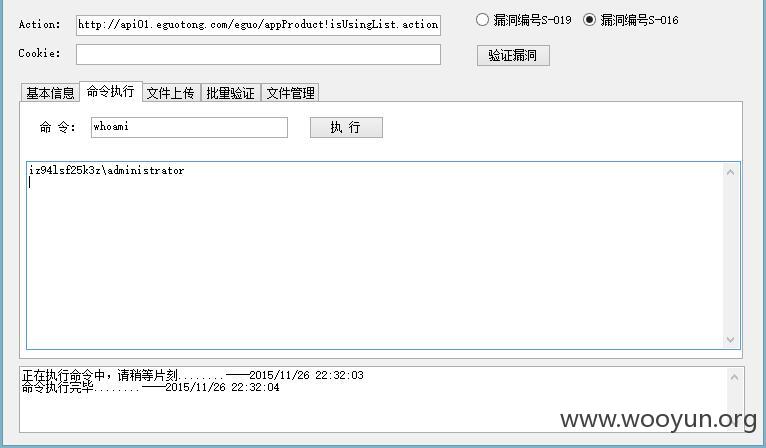 Action: http://api01.eguotong.com/eguo/appProduct!isUsingList.action 漏洞编号S-019 漏洞编号S-016
Cookie: 验证漏洞
基本信息 命令执行 文件上传 批量验证 文件管理
命 令: whoami 执 行
iz94lsf25k3z\administrator
正在执行命令中，请稍等片刻........----2015/11/26 22:32:03
命令执行完毕........----2015/11/26 22:32:04
www.wooyun.org